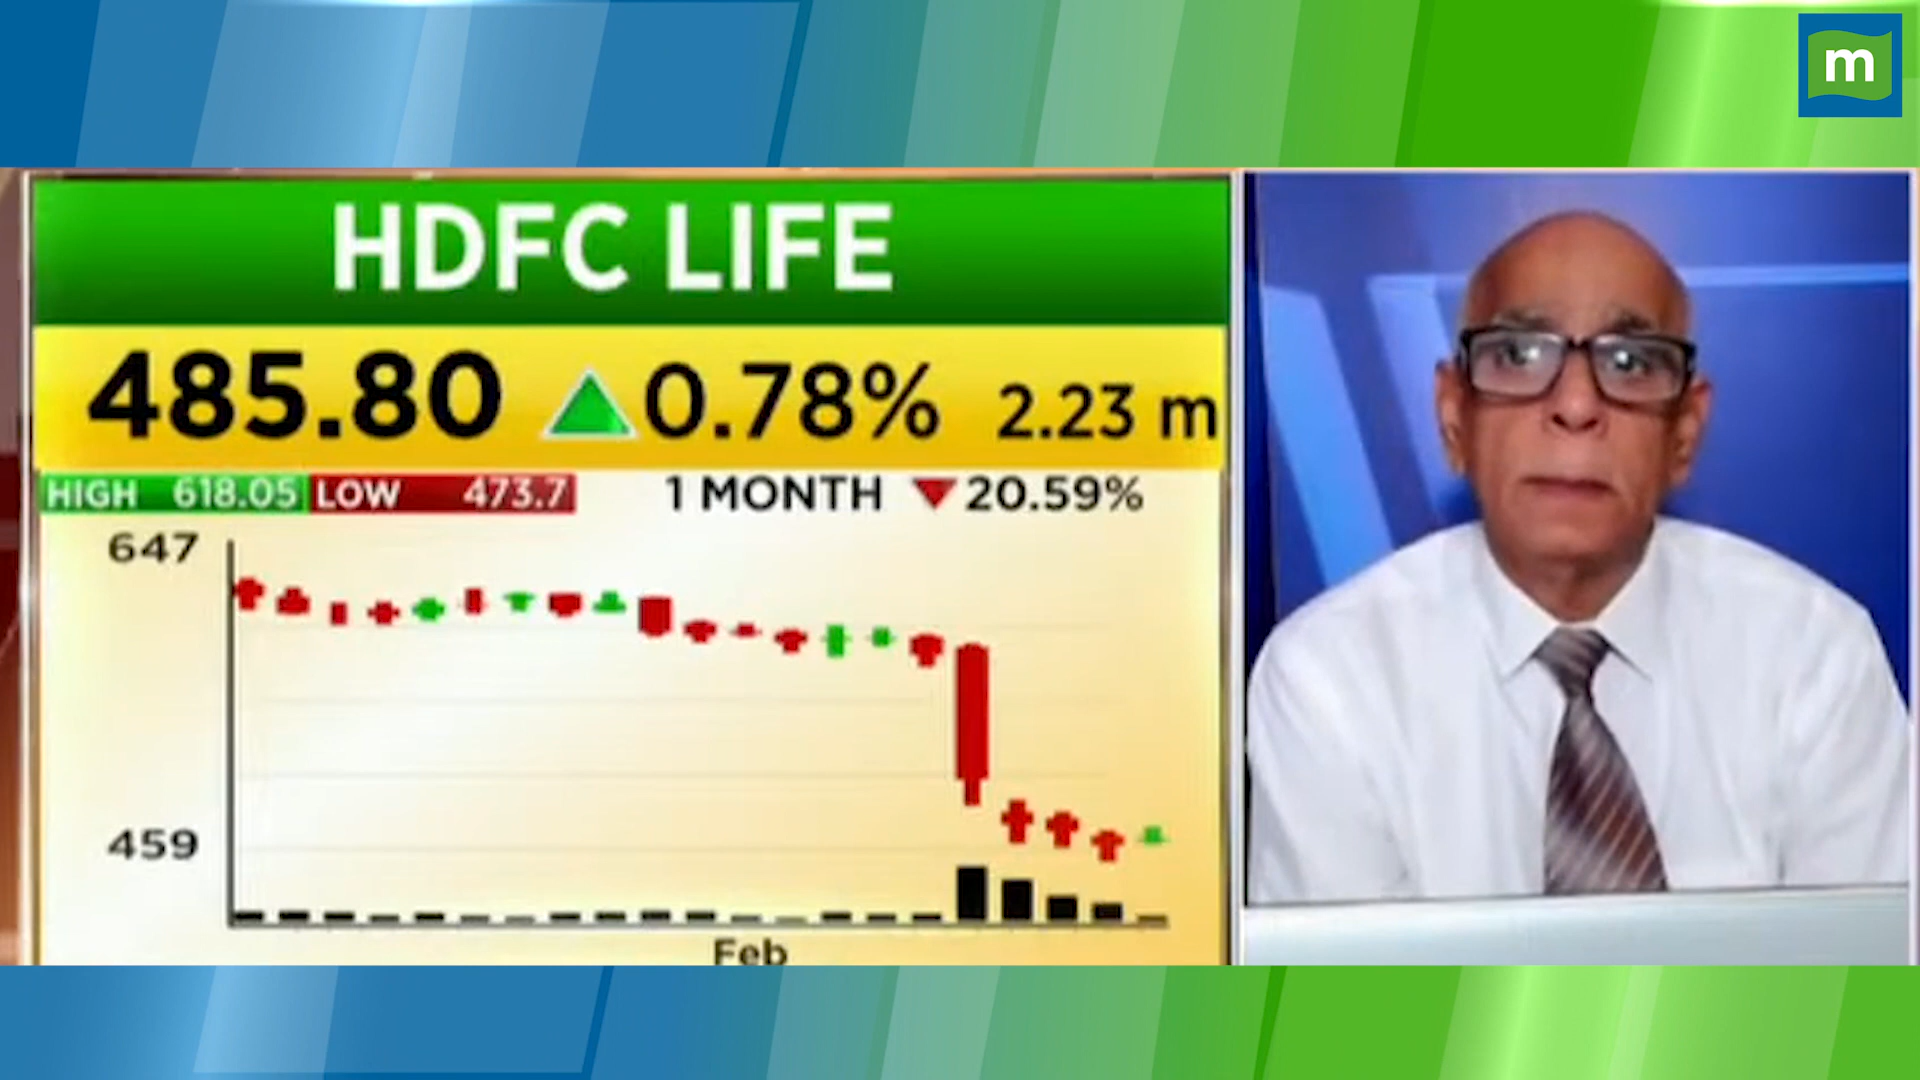 m
HDFC LIFE
485.80 ▲ 0.78% 2.23 m
HIGH 618.05 LOW 473.7 1 MONTH ▼ 20.59%
647
459
Feb